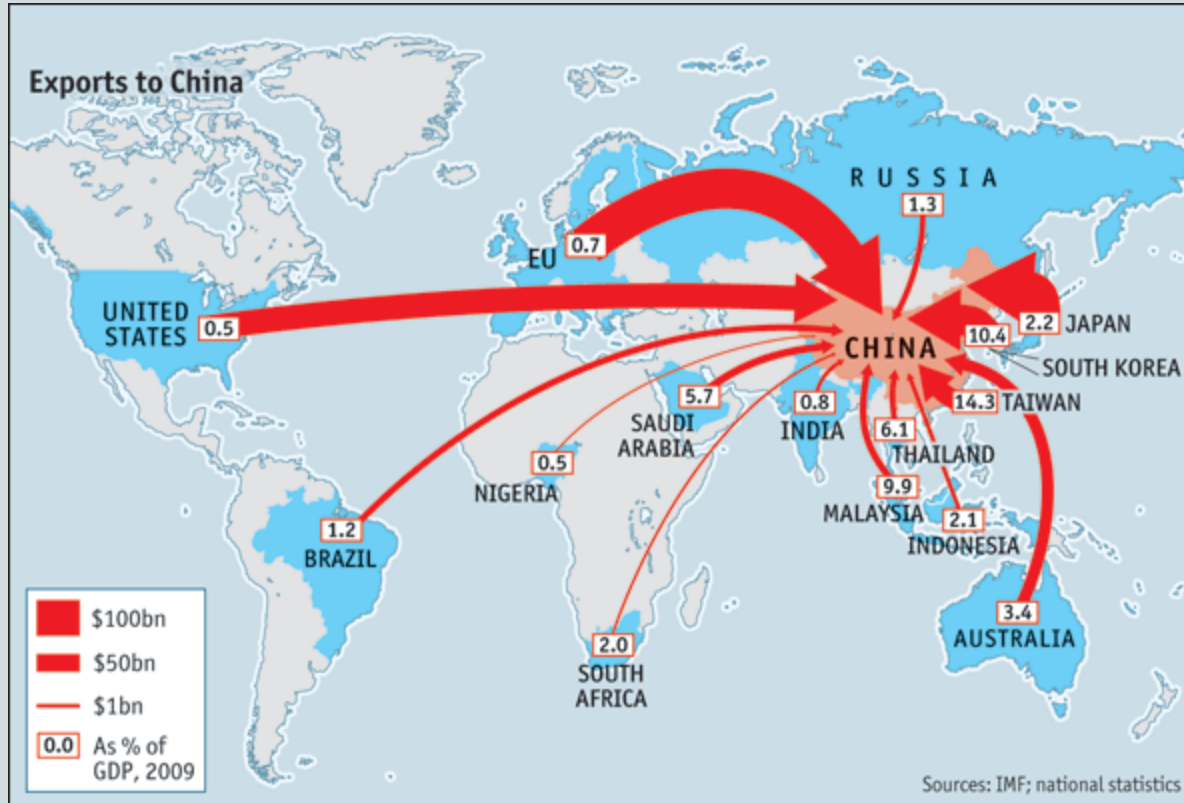 Exports to China
RUSSIA
1.3
EU
0.7
UNITED
STATES
0.5
2.2
JAPAN
10.4
CHINA
SOUTH KOREA
5.7
SAUDI
ARABIA
0.8
INDIA
14.3
TAIWAN
6.1
THAILAND
0.5
NIGERIA
9.9
MALAYSIA
2.1
INDONESIA
1.2
BRAZIL
3.4
AUSTRALIA
2.0
SOUTH
AFRICA
$100bn
$50bn
$1bn
0.0
As % of
GDP, 2009
Sources: IMF; national statistics